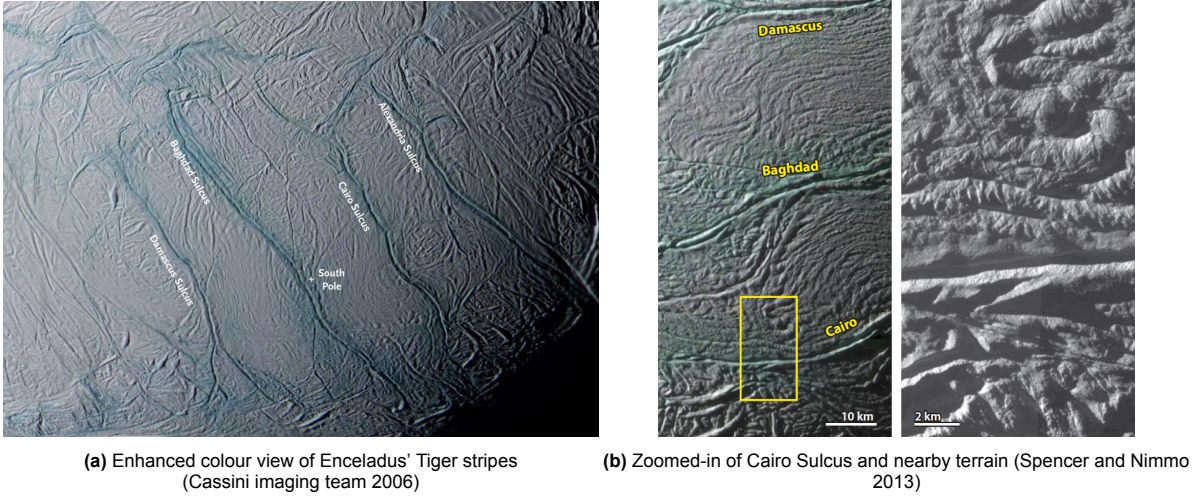 Alexandria Sulcus
Baghdad Sulcus
Cairo Sulcus
Damascus Sulcus
South
Pole
Damascus
Baghdad
Cairo
10 km
2 km
(a) Enhanced colour view of Enceladus’ Tiger stripes
(Cassini imaging team 2006)
(b) Zoomed-in of Cairo Sulcus and nearby terrain (Spencer and Nimmo
2013)